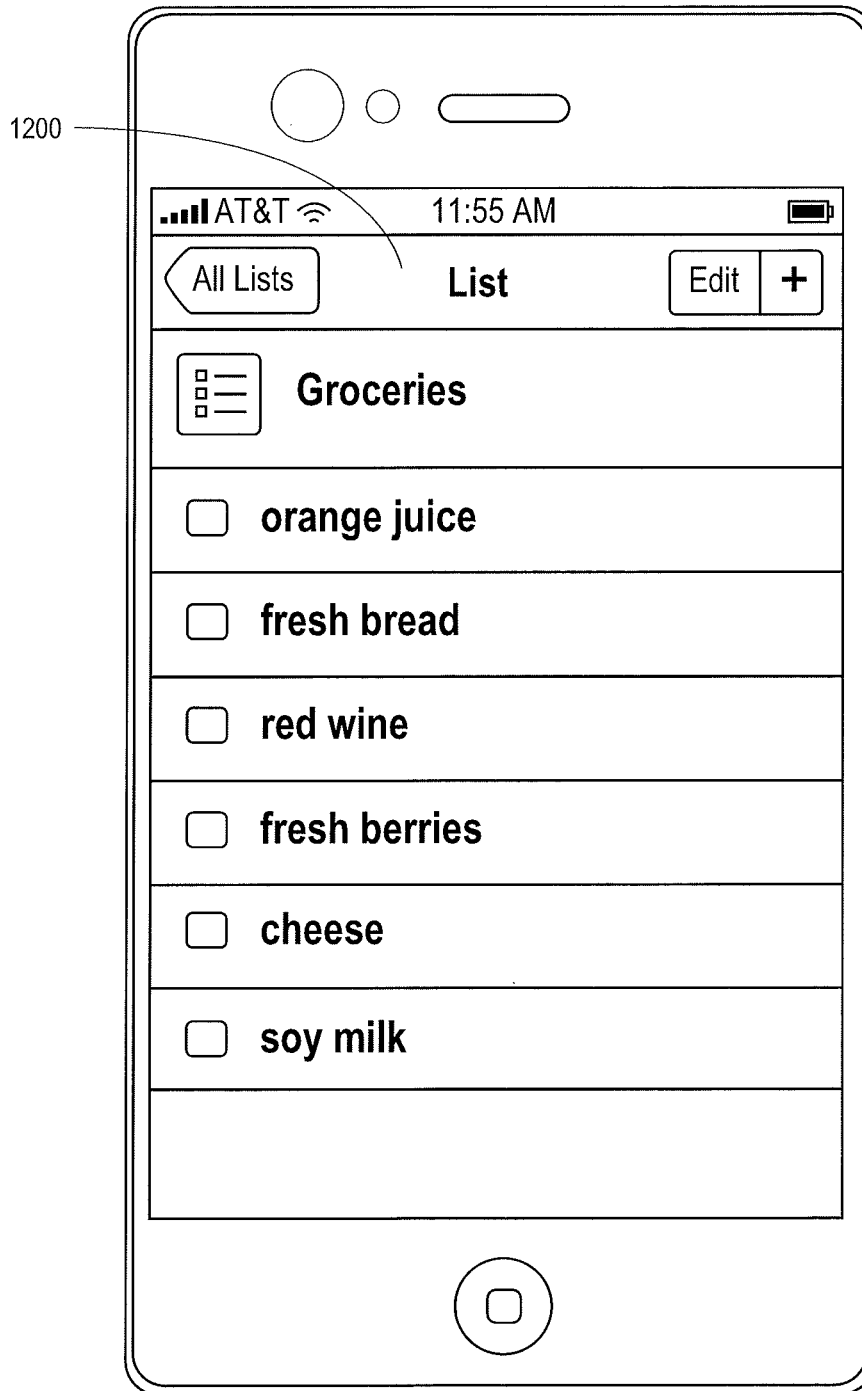 1200
AT&T 11:55 AM
All Lists List Edit +
Groceries
orange juice
fresh bread
red wine
fresh berries
cheese
soy milk